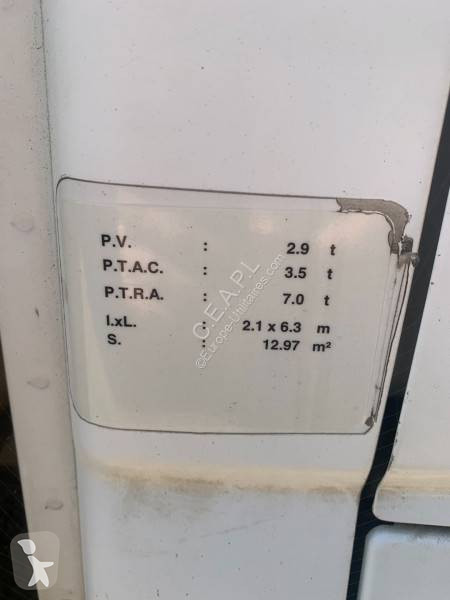 P.V. : 2.9 t
P.T.A.C. : 3.5 t
P.T.R.A. : 7.0 t
l.xL. : 2.1 x 6.3 m
S. : 12.97 m²
C.E.A.P.L
©Europe-Utilitaires.com